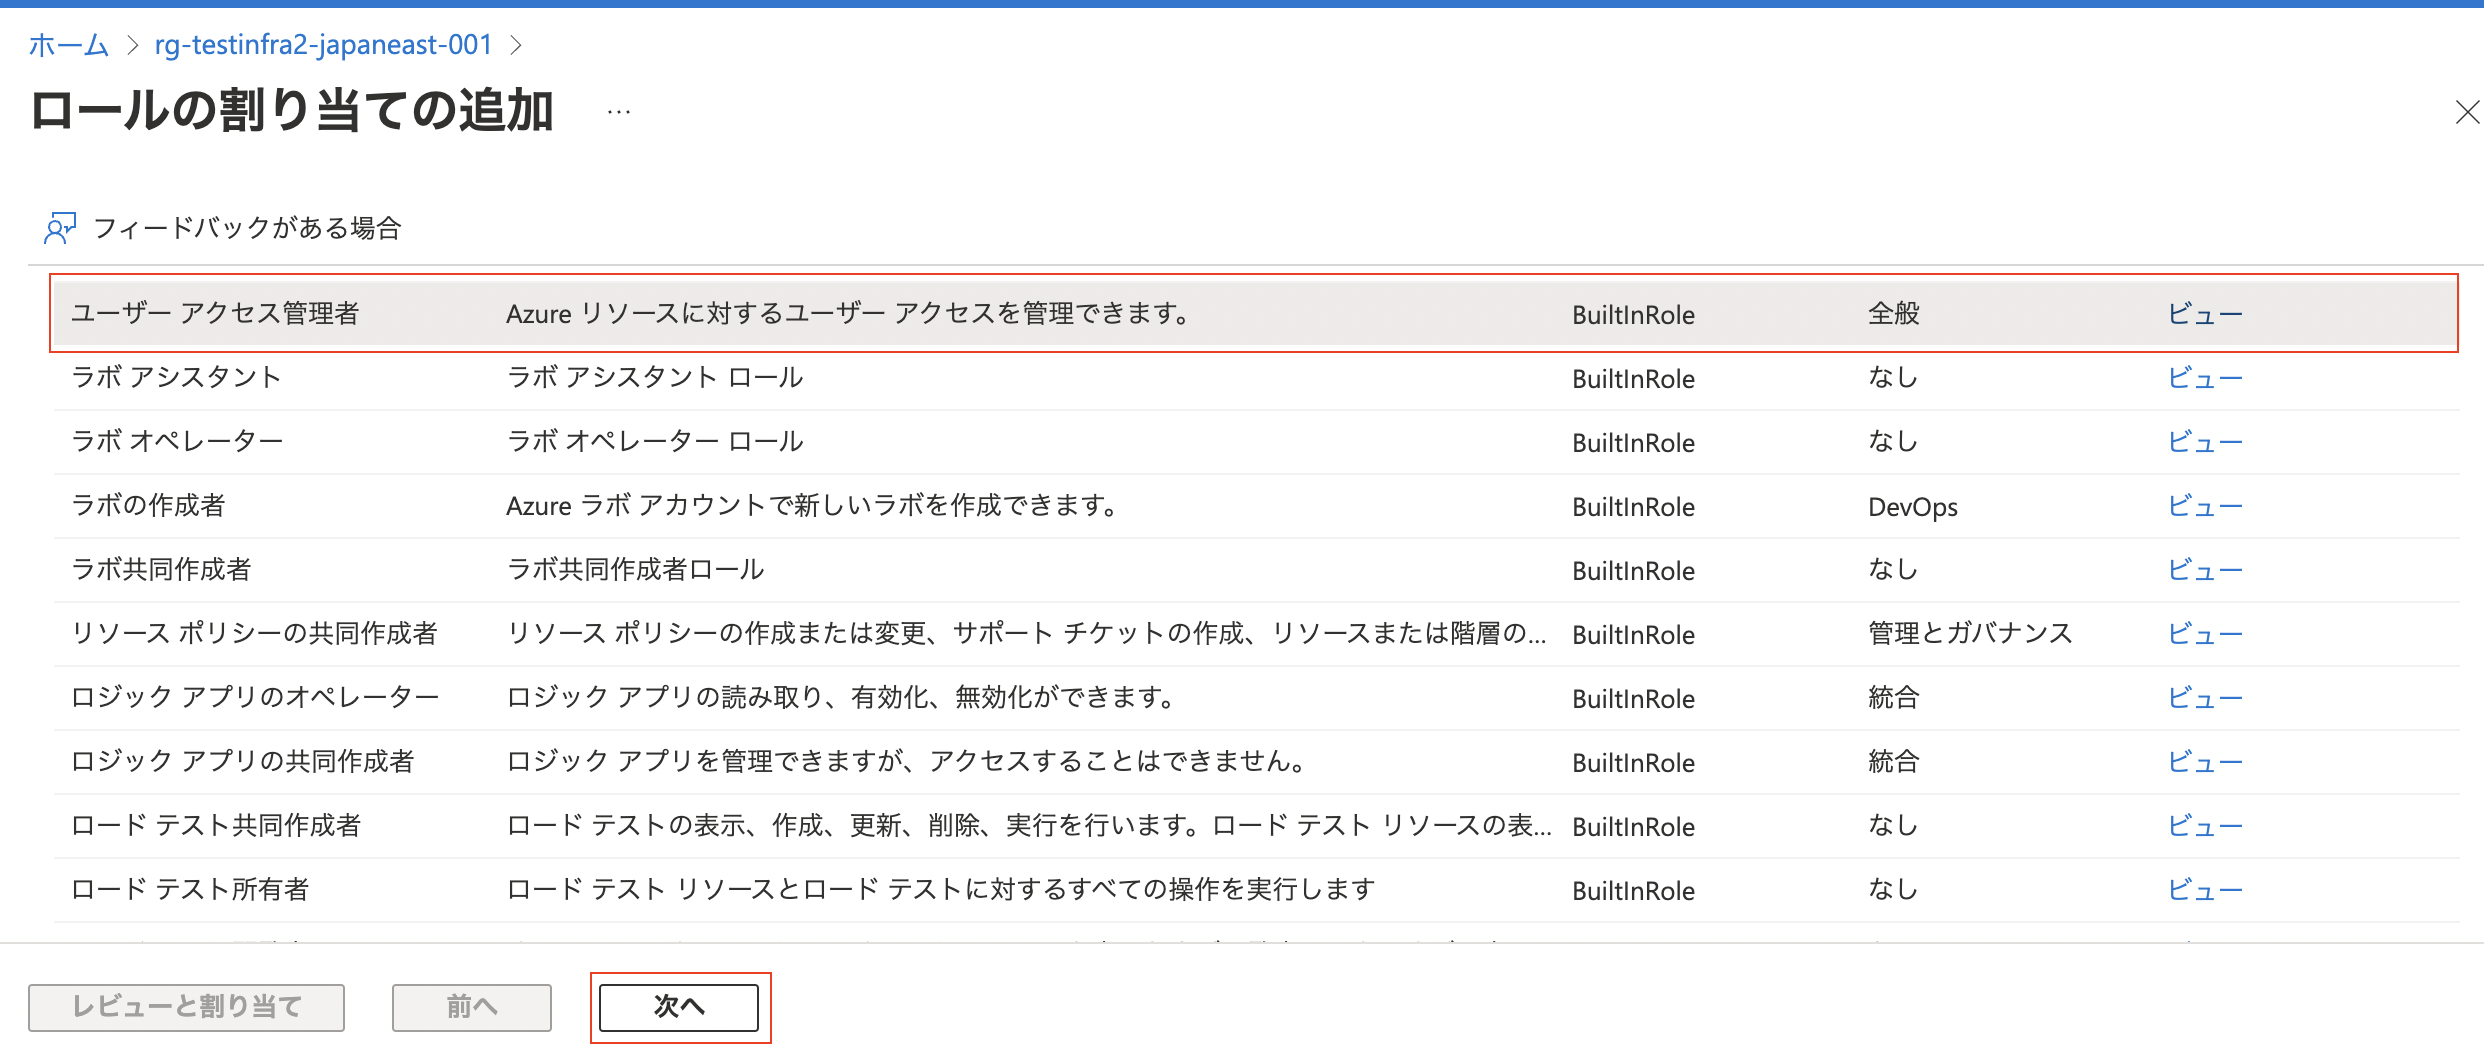 ホーム > rg-testinfra2-japaneast-001 >
ロールの割り当ての追加 …
フィードバックがある場合
ユーザー アクセス管理者 Azure リソースに対するユーザー アクセスを管理できます。 BuiltInRole 全般 ビュー
ラボ アシスタント ラボ アシスタント ロール BuiltInRole なし ビュー
ラボ オペレーター ラボ オペレーター ロール BuiltInRole なし ビュー
ラボの作成者 Azure ラボ アカウントで新しいラボを作成できます。 BuiltInRole DevOps ビュー
ラボ共同作成者 ラボ共同作成者ロール BuiltInRole なし ビュー
リソース ポリシーの共同作成者 リソース ポリシーの作成または変更、サポート チケットの作成、リソースまたは階層の... BuiltInRole 管理とガバナンス ビュー
ロジック アプリのオペレーター ロジック アプリの読み取り、有効化、無効化ができます。 BuiltInRole 統合 ビュー
ロジック アプリの共同作成者 ロジック アプリを管理できますが、アクセスすることはできません。 BuiltInRole 統合 ビュー
ロード テスト共同作成者 ロード テストの表示、作成、更新、削除、実行を行います。ロード テスト リソースの表... BuiltInRole なし ビュー
ロード テスト所有者 ロード テスト リソースとロード テストに対するすべての操作を実行します BuiltInRole なし ビュー
レビューと割り当て 前へ 次へ